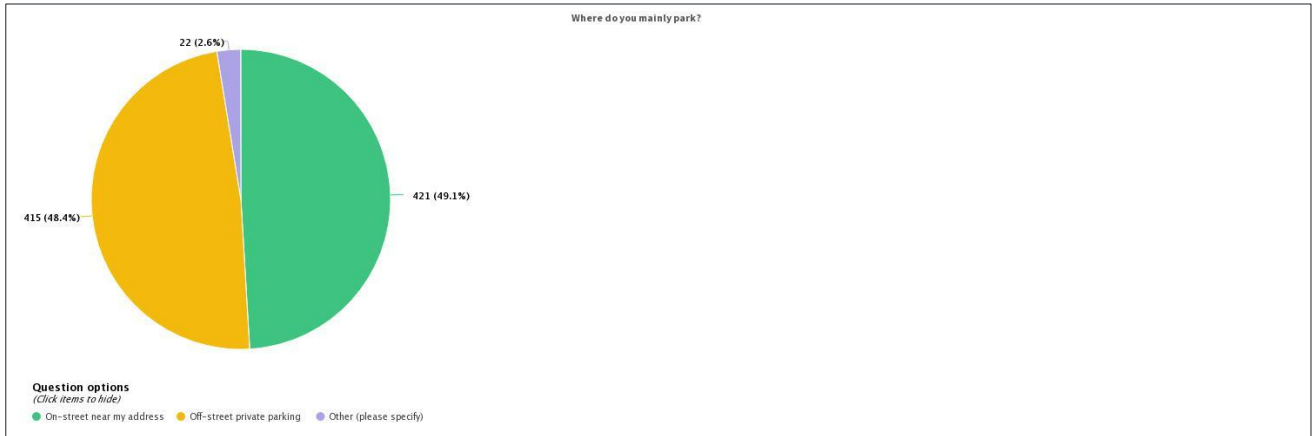 Where do you mainly park?
22 (2.6%)
421 (49.1%)
415 (48.4%)
Question options
(Click items to hide)
On-street near my address Off-street private parking Other (please specify)